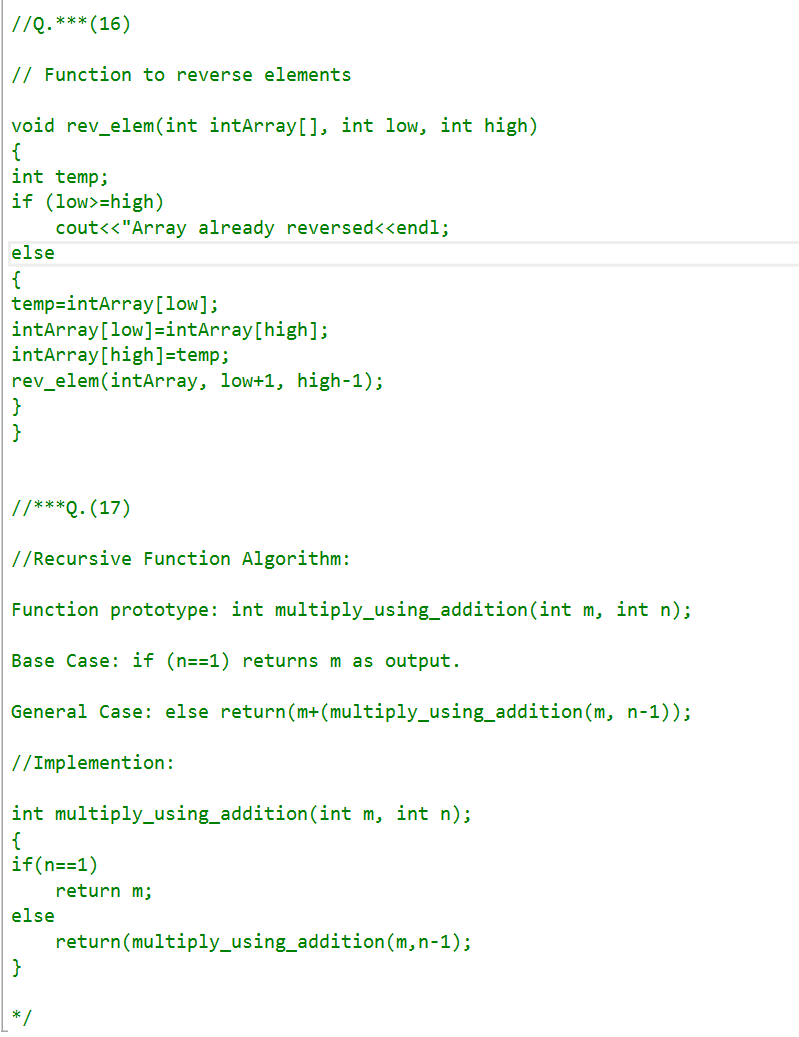 //Q.***(16)
// Function to reverse elements
void rev_elem(int intArray[], int low, int high)
{
int temp;
if (low>=high)
    cout<<"Array already reversed<<endl;
else
{
temp=intArray[low];
intArray[low]=intArray[high];
intArray[high]=temp;
rev_elem(intArray, low+1, high-1);
}
}
//***Q.(17)
//Recursive Function Algorithm:
Function prototype: int multiply_using_addition(int m, int n);
Base Case: if (n==1) returns m as output.
General Case: else return(m+(multiply_using_addition(m, n-1));
//Implemention:
int multiply_using_addition(int m, int n);
{
if(n==1)
    return m;
else
    return(multiply_using_addition(m,n-1);
}
*/